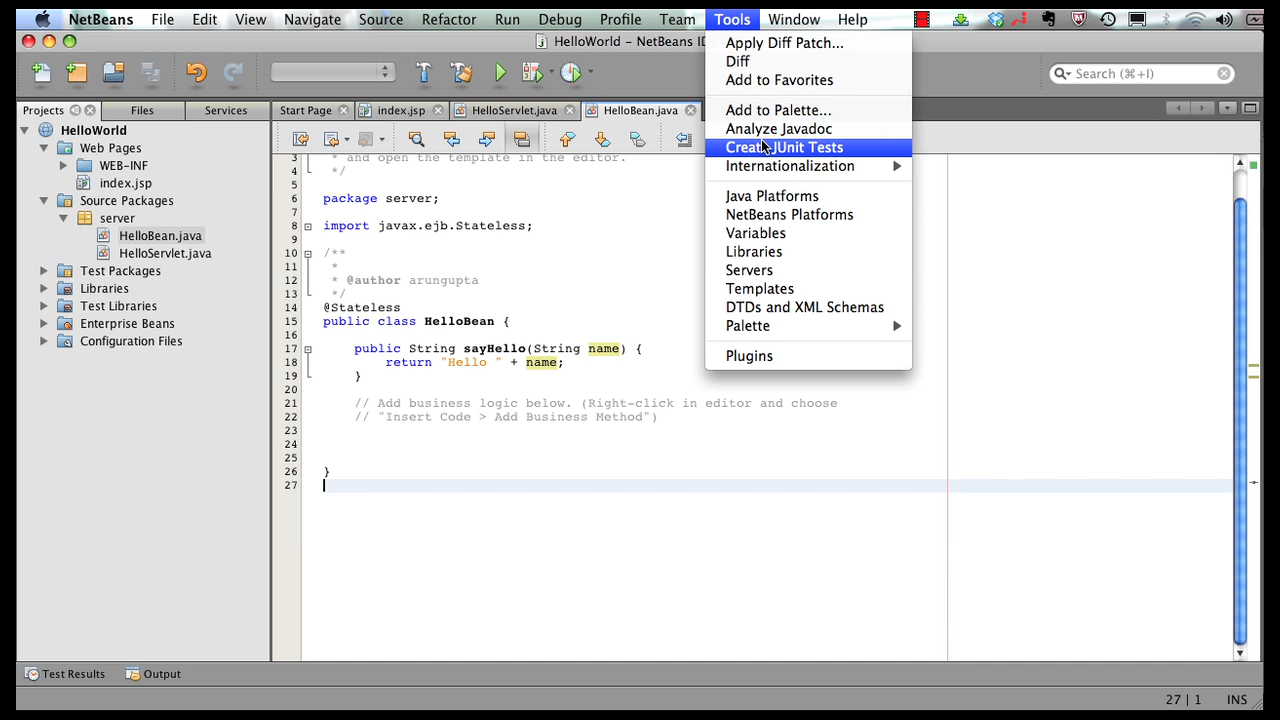 NetBeans File Edit View Navigate Source Refactor Run Debug Profile Team Tools Window Help
HelloWorld – NetBeans ID
Search (⌘+I)
Projects Files Services
Start Page index.jsp HelloServlet.java HelloBean.java
HelloWorld
Web Pages
WEB-INF
index.jsp
Source Packages
server
HelloBean.java
HelloServlet.java
Test Packages
Libraries
Test Libraries
Enterprise Beans
Configuration Files
Apply Diff Patch...
Diff
Add to Favorites
Add to Palette...
Analyze Javadoc
Create JUnit Tests
Internationalization
Java Platforms
NetBeans Platforms
Variables
Libraries
Servers
Templates
DTDs and XML Schemas
Palette
Plugins
3 * and open the template in the editor.
4 */
5
6 package server;
7
8 import javax.ejb.Stateless;
9
10 /**
11 *
12 * @author arungupta
13 */
14 @Stateless
15 public class HelloBean {
16
17 public String sayHello(String name) {
18 return "Hello " + name;
19 }
20
21 // Add business logic below. (Right-click in editor and choose
22 // "Insert Code > Add Business Method")
23
24
25
26 }
27
Test Results Output
27 | 1 INS